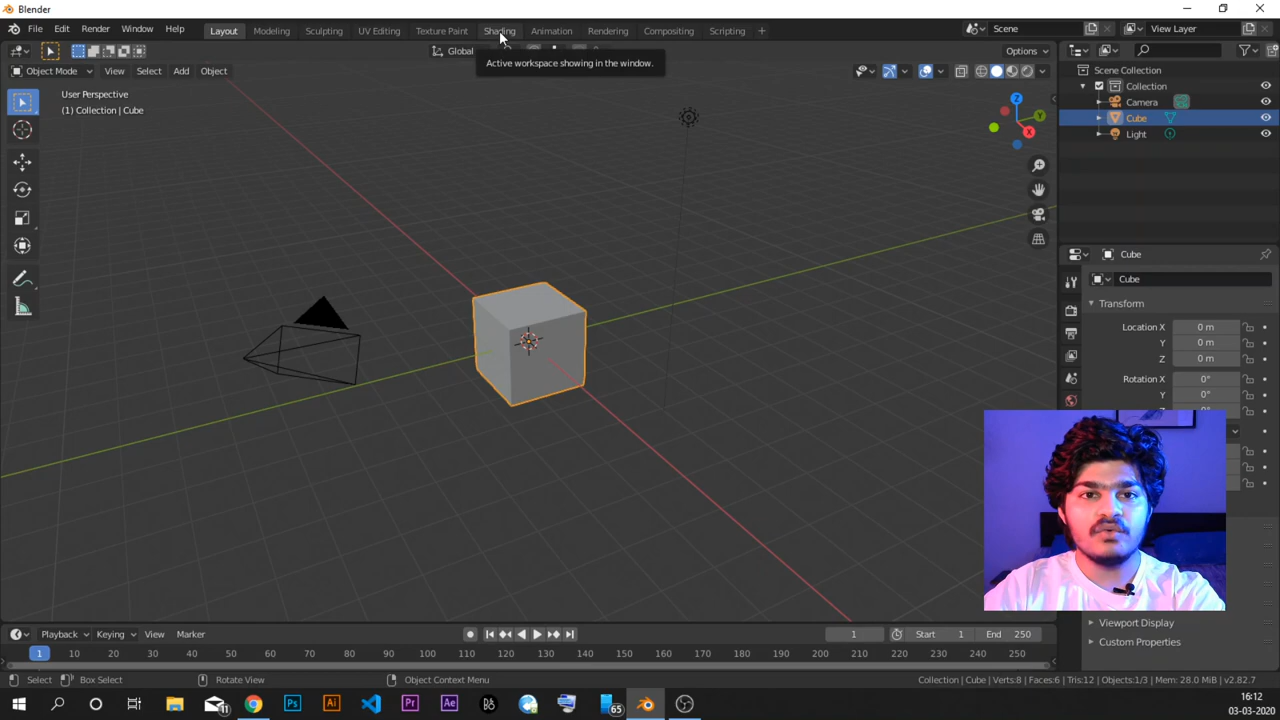 Blender
File Edit Render Window Help Layout Modeling Sculpting UV Editing Texture Paint Shading Animation Rendering Compositing Scripting + Scene View Layer
Global Options
Active workspace showing in the window.
Object Mode View Select Add Object
Scene Collection
Collection
Camera
Cube
Light
User Perspective
(1) Collection | Cube
Z
Y
X
Cube
Cube
Transform
Location X 0 m
Y 0 m
Z 0 m
Rotation X 0°
Y 0°
Viewport Display
Custom Properties
Playback Keying View Marker 1 Start 1 End 250
1 10 20 30 40 50 60 70 80 90 100 110 120 130 140 150 160 170 180 190 200 210 220 230 240 250
Select Box Select Rotate View Object Context Menu Collection | Cube | Verts:8 | Faces:6 | Tris:12 | Objects:1/3 | Mem: 28.0 MiB | v2.82.7
11 Ps Ai Pr Ae 65
16:12
03-03-2020